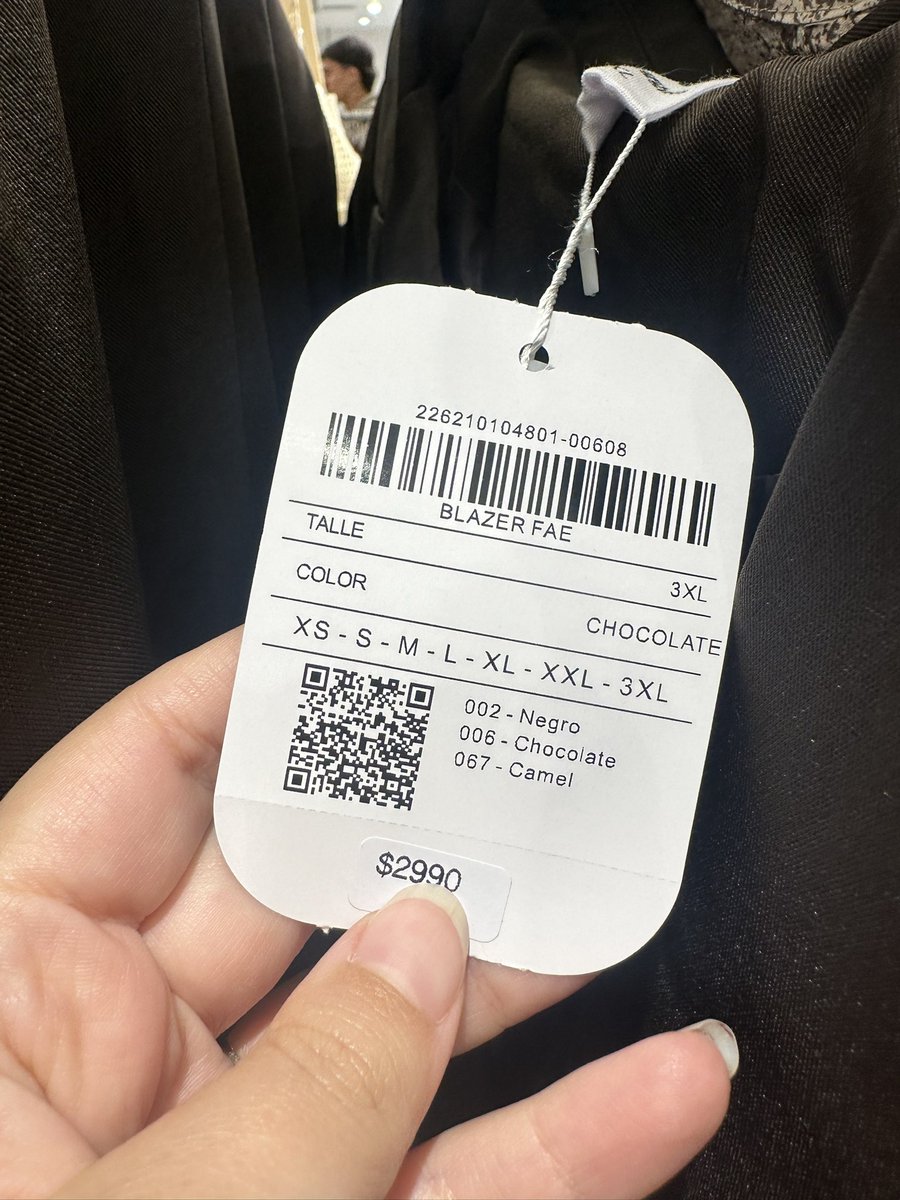 226210104801-00608
BLAZER FAE
TALLE 3XL
COLOR CHOCOLATE
XS - S - M - L - XL - XXL - 3XL
002 - Negro
006 - Chocolate
067 - Camel
$2990